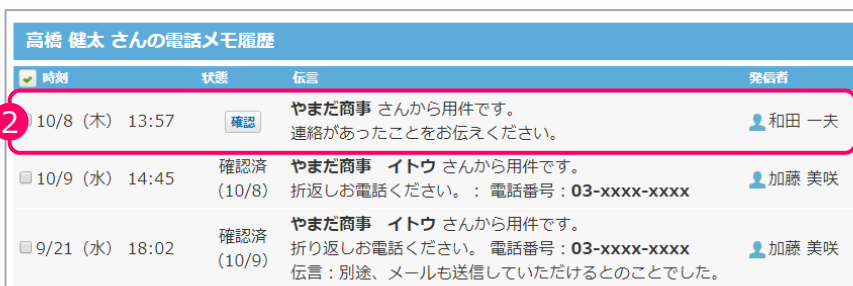 高橋 健太 さんの電話メモ履歴
時刻 状態 伝言 発信者
2 10/8（木） 13:57 確認 やまだ商事 さんから用件です。 和田 一夫
連絡があったことをお伝えください。
10/9（水） 14:45 確認済 やまだ商事　イトウ さんから用件です。 加藤 美咲
(10/8) 折返しお電話ください。： 電話番号：03-xxxx-xxxx
やまだ商事　イトウ さんから用件です。
9/21（水） 18:02 確認済 折り返しお電話ください。 電話番号：03-xxxx-xxxx 加藤 美咲
(10/9) 伝言：別途、メールも送信していただけるとのことでした。